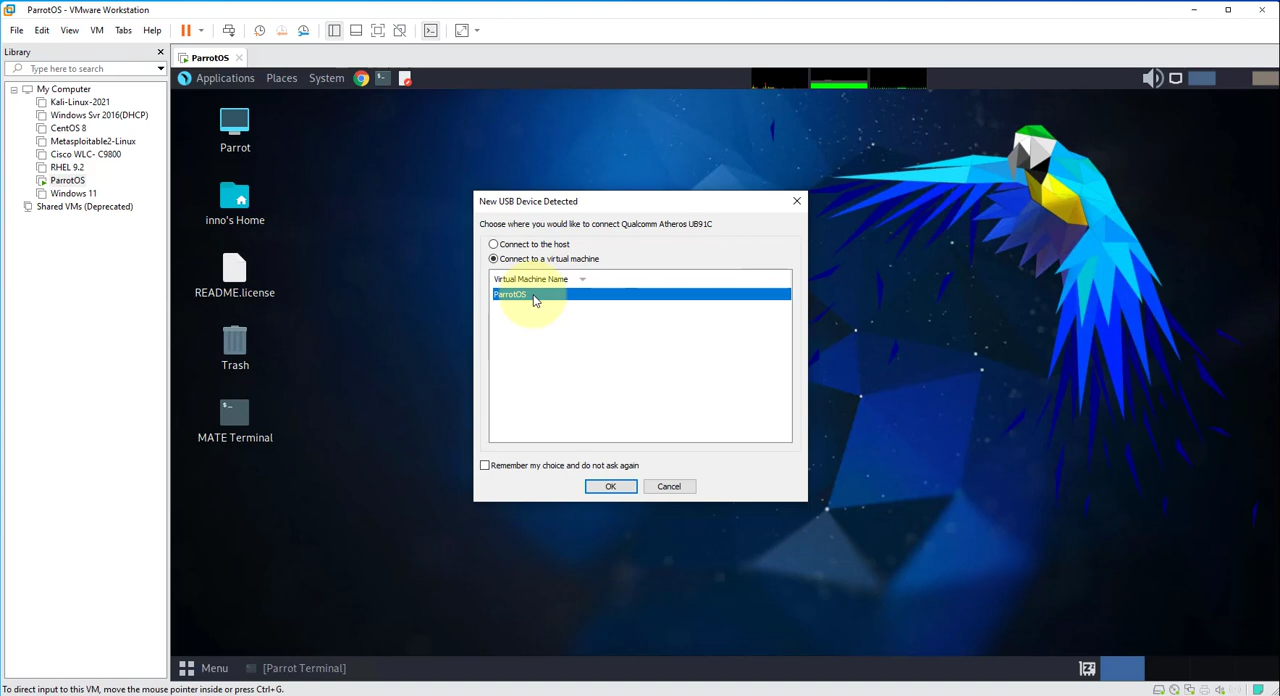 ParrotOS - VMware Workstation
File Edit View VM Tabs Help
Library
Type here to search
My Computer
Kali-Linux-2021
Windows Svr 2016(DHCP)
CentOS 8
Metasploitable2-Linux
Cisco WLC- C9800
RHEL 9.2
ParrotOS
Windows 11
Shared VMs (Deprecated)
ParrotOS
Applications Places System
Parrot
inno's Home
README.license
Trash
MATE Terminal
New USB Device Detected
Choose where you would like to connect Qualcomm Atheros UB91C
Connect to the host
Connect to a virtual machine
Virtual Machine Name
ParrotOS
Remember my choice and do not ask again
OK Cancel
Menu [Parrot Terminal]
To direct input to this VM, move the mouse pointer inside or press Ctrl+G.